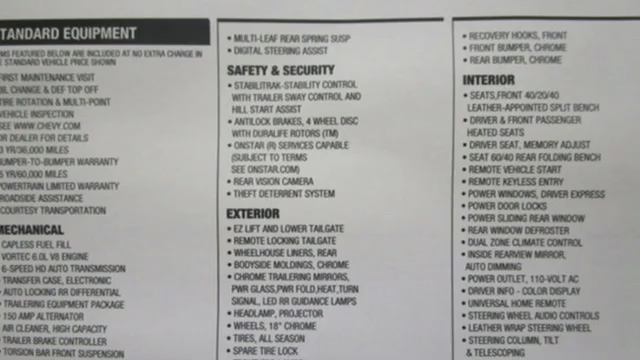 STANDARD EQUIPMENT
FEATURED BELOW ARE INCLUDED AT NO EXTRA CHARGE IN
STANDARD VEHICLE PRICE SHOWN
FIRST MAINTENANCE VISIT
OIL CHANGE & DEF TOP OFF
TIRE ROTATION & MULTI-POINT
VEHICLE INSPECTION
SEE WWW.CHEVY.COM
OR DEALER FOR DETAILS
3 YR/36,000 MILES
BUMPER-TO-BUMPER WARRANTY
5 YR/60,000 MILES
POWERTRAIN LIMITED WARRANTY
ROADSIDE ASSISTANCE
COURTESY TRANSPORTATION
MECHANICAL
CAPLESS FUEL FILL
VORTEC 6.0L V8 ENGINE
6-SPEED HD AUTO TRANSMISSION
TRANSFER CASE, ELECTRONIC
AUTO LOCKING RR DIFFERENTIAL
• TRAILERING EQUIPMENT PACKAGE
• 150 AMP ALTERNATOR
• AIR CLEANER, HIGH CAPACITY
• TRAILER BRAKE CONTROLLER
• TORSION BAR FRONT SUSPENSION
• MULTI-LEAF REAR SPRING SUSP
• DIGITAL STEERING ASSIST
SAFETY & SECURITY
• STABILITRAK-STABILITY CONTROL
WITH TRAILER SWAY CONTROL AND
HILL START ASSIST
• ANTILOCK BRAKES, 4 WHEEL DISC
WITH DURALIFE ROTORS (TM)
• ONSTAR (R) SERVICES CAPABLE
(SUBJECT TO TERMS
SEE ONSTAR.COM)
• REAR VISION CAMERA
• THEFT DETERRENT SYSTEM
EXTERIOR
• EZ LIFT AND LOWER TAILGATE
• REMOTE LOCKING TAILGATE
• WHEELHOUSE LINERS, REAR
• BODYSIDE MOLDINGS, CHROME
• CHROME TRAILERING MIRRORS,
PWR GLASS,PWR FOLD,HEAT,TURN
SIGNAL, LED RR GUIDANCE LAMPS
• HEADLAMP, PROJECTOR
• WHEELS, 18" CHROME
• TIRES, ALL SEASON
• SPARE TIRE LOCK
• RECOVERY HOOKS, FRONT
• FRONT BUMPER, CHROME
• REAR BUMPER, CHROME
INTERIOR
• SEATS,FRONT 40/20/40
LEATHER-APPOINTED SPLIT BENCH
• DRIVER & FRONT PASSENGER
HEATED SEATS
• DRIVER SEAT, MEMORY ADJUST
• SEAT 60/40 REAR FOLDING BENCH
• REMOTE VEHICLE START
• REMOTE KEYLESS ENTRY
• POWER WINDOWS, DRIVER EXPRESS
• POWER DOOR LOCKS
• POWER SLIDING REAR WINDOW
• REAR WINDOW DEFROSTER
• DUAL ZONE CLIMATE CONTROL
• INSIDE REARVIEW MIRROR,
AUTO DIMMING
• POWER OUTLET, 110-VOLT AC
• DRIVER INFO - COLOR DISPLAY
• UNIVERSAL HOME REMOTE
• STEERING WHEEL AUDIO CONTROLS
• LEATHER WRAP STEERING WHEEL
• STEERING COLUMN, TILT
& TELESCOPING